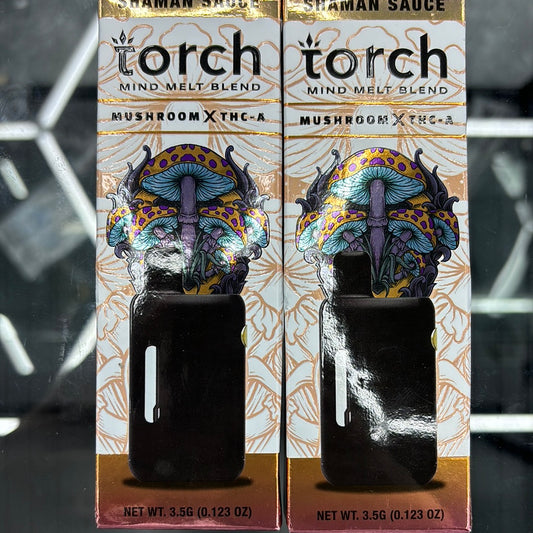 SHAMAN SAUCE
torch
MIND MELT BLEND
MUSHROOM X THC-A
NET WT. 3.5G (0.123 OZ)
SHAMAN SAUCE
torch
MIND MELT BLEND
MUSHROOM X THC-A
NET WT. 3.5G (0.123 OZ)